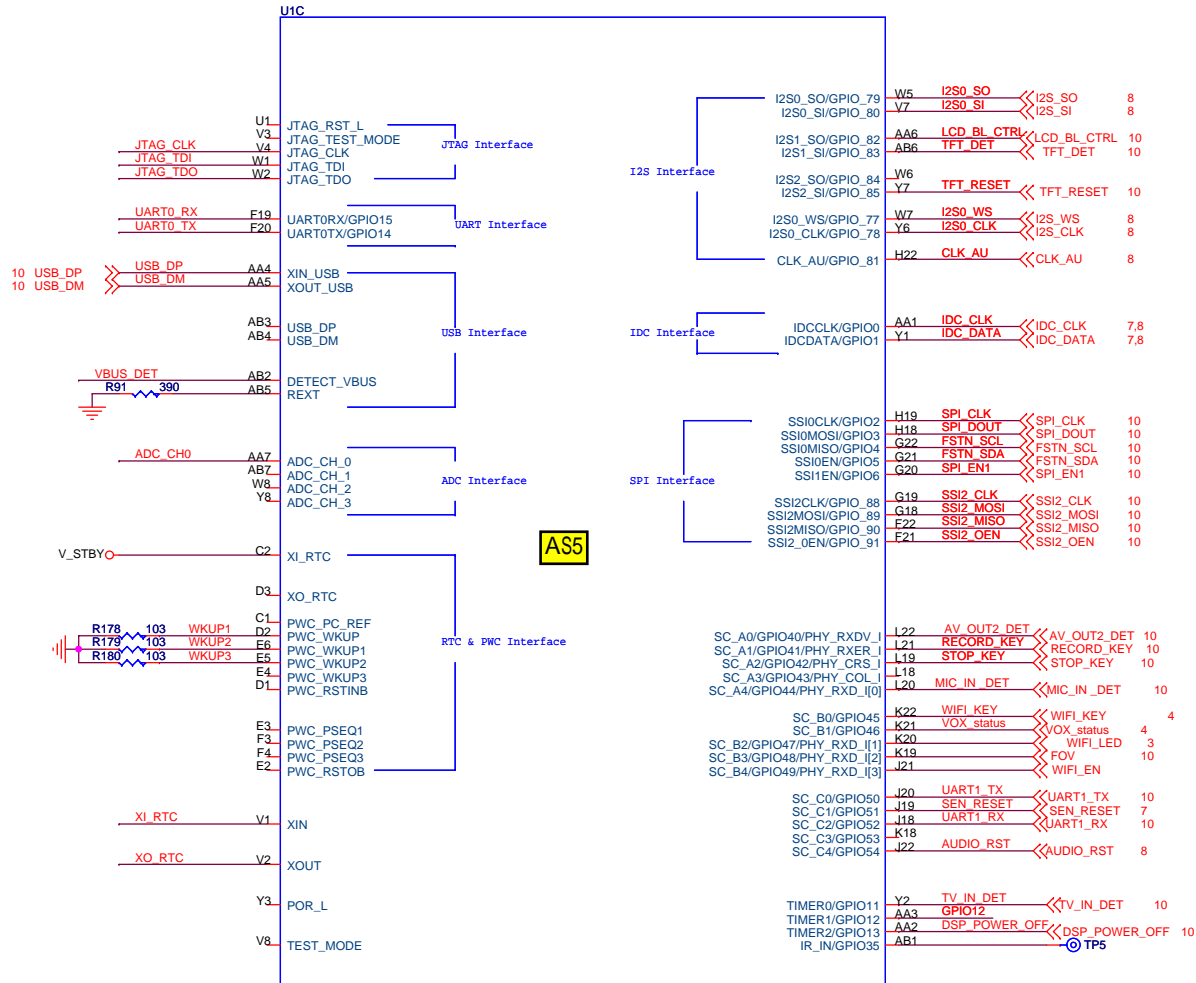 U1C
U1 JTAG_RST_L
V3 JTAG_TEST_MODE
JTAG_CLK V4 JTAG_CLK
JTAG_TDI W1 JTAG_TDI
JTAG_TDO W2 JTAG_TDO
JTAG Interface
UART0_RX F19 UART0RX/GPIO15
UART0_TX F20 UART0TX/GPIO14
UART Interface
10 USB_DP USB_DP AA4 XIN_USB
10 USB_DM USB_DM AA5 XOUT_USB
AB3 USB_DP
AB4 USB_DM
USB Interface
VBUS_DET AB2 DETECT_VBUS
R91 390 AB5 REXT
ADC_CH0 AA7 ADC_CH_0
AB7 ADC_CH_1
W8 ADC_CH_2
Y8 ADC_CH_3
ADC Interface
V_STBY C2 XI_RTC
D3 XO_RTC
C1 PWC_PC_REF
R178 103 WKUP1 D2 PWC_WKUP
R179 103 WKUP2 E6 PWC_WKUP1
R180 103 WKUP3 E5 PWC_WKUP2
E4 PWC_WKUP3
D1 PWC_RSTINB
RTC & PWC Interface
E3 PWC_PSEQ1
F3 PWC_PSEQ2
F4 PWC_PSEQ3
E2 PWC_RSTOB
XI_RTC V1 XIN
XO_RTC V2 XOUT
Y3 POR_L
V8 TEST_MODE
AS5
I2S0_SO/GPIO_79 W5 I2S0_SO I2S_SO 8
I2S0_SI/GPIO_80 V7 I2S0_SI I2S_SI 8
I2S1_SO/GPIO_82 AA6 LCD_BL_CTRL LCD_BL_CTRL 10
I2S1_SI/GPIO_83 AB6 TFT_DET TFT_DET 10
I2S Interface
I2S2_SO/GPIO_84 W6
I2S2_SI/GPIO_85 Y7 TFT_RESET TFT_RESET 10
I2S0_WS/GPIO_77 W7 I2S0_WS I2S_WS 8
I2S0_CLK/GPIO_78 Y6 I2S0_CLK I2S_CLK 8
CLK_AU/GPIO_81 H22 CLK_AU CLK_AU 8
IDC Interface
IDCCLK/GPIO0 AA1 IDC_CLK IDC_CLK 7,8
IDCDATA/GPIO1 Y1 IDC_DATA IDC_DATA 7,8
SSI0CLK/GPIO2 H19 SPI_CLK SPI_CLK 10
SSI0MOSI/GPIO3 H18 SPI_DOUT SPI_DOUT 10
SSI0MISO/GPIO4 G22 FSTN_SCL FSTN_SCL 10
SSI0EN/GPIO5 G21 FSTN_SDA FSTN_SDA 10
SSI1EN/GPIO6 G20 SPI_EN1 SPI_EN1 10
SPI Interface
SSI2CLK/GPIO_88 G19 SSI2_CLK SSI2_CLK 10
SSI2MOSI/GPIO_89 G18 SSI2_MOSI SSI2_MOSI 10
SSI2MISO/GPIO_90 F22 SSI2_MISO SSI2_MISO 10
SSI2_0EN/GPIO_91 F21 SSI2_OEN SSI2_OEN 10
SC_A0/GPIO40/PHY_RXDV_I L22 AV_OUT2_DET AV_OUT2_DET 10
SC_A1/GPIO41/PHY_RXER_I L21 RECORD_KEY RECORD_KEY 10
SC_A2/GPIO42/PHY_CRS_I L19 STOP_KEY STOP_KEY 10
SC_A3/GPIO43/PHY_COL_I L18
SC_A4/GPIO44/PHY_RXD_I[0] L20 MIC_IN _DET MIC_IN _DET 10
SC_B0/GPIO45 K22 WIFI_KEY WIFI_KEY 4
SC_B1/GPIO46 K21 VOX_status VOX_status 4
SC_B2/GPIO47/PHY_RXD_I[1] K20 WIFI_LED 3
SC_B3/GPIO48/PHY_RXD_I[2] K19 FOV 10
SC_B4/GPIO49/PHY_RXD_I[3] J21 WIFI_EN
SC_C0/GPIO50 J20 UART1_TX UART1_TX 10
SC_C1/GPIO51 J19 SEN_RESET SEN_RESET 7
SC_C2/GPIO52 J18 UART1_RX UART1_RX 10
SC_C3/GPIO53 K18
SC_C4/GPIO54 J22 AUDIO_RST AUDIO_RST 8
TIMER0/GPIO11 Y2 TV_IN_DET TV_IN_DET 10
TIMER1/GPIO12 AA3 GPIO12
TIMER2/GPIO13 AA2 DSP_POWER_OFF DSP_POWER_OFF 10
IR_IN/GPIO35 AB1 TP5